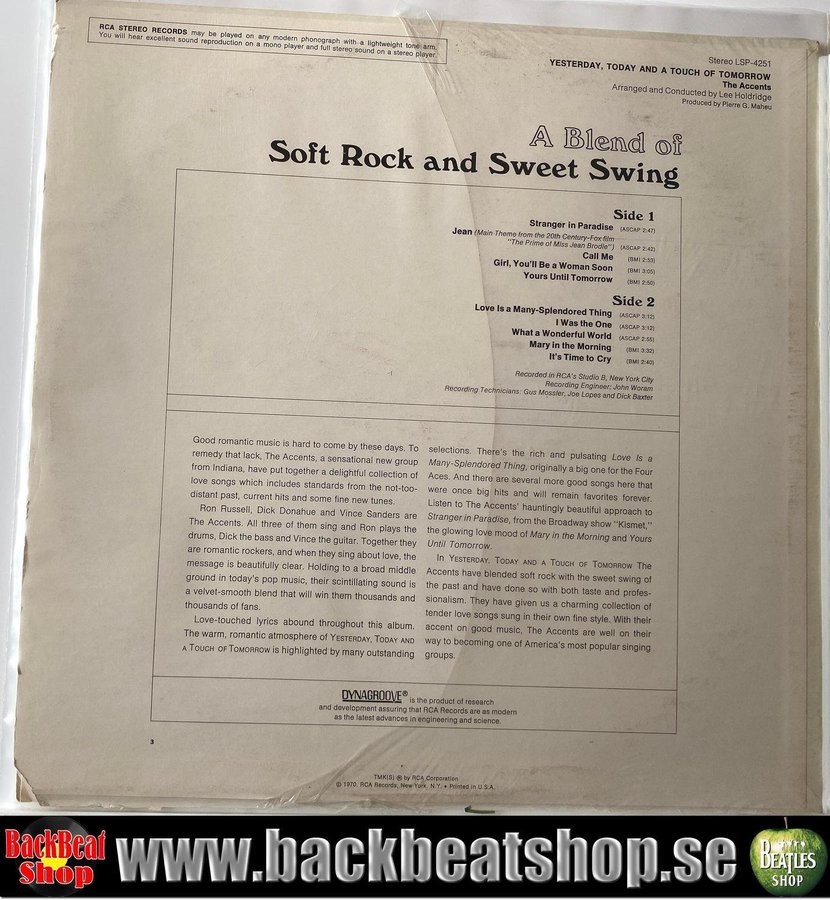 RCA STEREO RECORDS may be played on any modern phonograph with a lightweight tone arm.
You will hear excellent sound reproduction on a mono player and full stereo sound on a stereo player.
Stereo LSP-4251
YESTERDAY, TODAY AND A TOUCH OF TOMORROW
The Accents
Arranged and Conducted by Lee Holdridge
Produced by Pierre G. Maheu
A Blend of
Soft Rock and Sweet Swing
Side 1
Stranger in Paradise (ASCAP 2:47)
Jean (Main Theme from the 20th Century-Fox film
"The Prime of Miss Jean Brodie") (ASCAP 2:42)
Call Me (BMI 2:53)
Girl, You'll Be a Woman Soon (BMI 3:05)
Yours Until Tomorrow (BMI 2:50)
Side 2
Love Is a Many-Splendored Thing (ASCAP 3:12)
I Was the One (ASCAP 3:12)
What a Wonderful World (ASCAP 2:55)
Mary in the Morning (BMI 3:32)
It's Time to Cry (BMI 2:40)
Recorded in RCA's Studio B, New York City
Recording Engineer: John Woram
Recording Technicians: Gus Mossler, Joe Lopes and Dick Baxter
Good romantic music is hard to come by these days. To
remedy that lack, The Accents, a sensational new group
from Indiana, have put together a delightful collection of
love songs which includes standards from the not-too-
distant past, current hits and some fine new tunes.
Ron Russell, Dick Donahue and Vince Sanders are
The Accents. All three of them sing and Ron plays the
drums, Dick the bass and Vince the guitar. Together they
are romantic rockers, and when they sing about love, the
message is beautifully clear. Holding to a broad middle
ground in today's pop music, their scintillating sound is
a velvet-smooth blend that will win them thousands and
thousands of fans.
Love-touched lyrics abound throughout this album.
The warm, romantic atmosphere of YESTERDAY, TODAY AND
A TOUCH OF TOMORROW is highlighted by many outstanding
selections. There's the rich and pulsating Love Is a
Many-Splendored Thing, originally a big one for the Four
Aces. And there are several more good songs here that
were once big hits and will remain favorites forever.
Listen to The Accents' hauntingly beautiful approach to
Stranger in Paradise, from the Broadway show "Kismet,"
the glowing love mood of Mary in the Morning and Yours
Until Tomorrow.
In YESTERDAY, TODAY AND A TOUCH OF TOMORROW The
Accents have blended soft rock with the sweet swing of
the past and have done so with both taste and profes-
sionalism. They have given us a charming collection of
tender love songs sung in their own fine style. With their
accent on good music, The Accents are well on their
way to becoming one of America's most popular singing
groups.
DYNAGROOVE® is the product of research
and development assuring that RCA Records are as modern
as the latest advances in engineering and science.
3
TMK(S) ® by RCA Corporation
© 1970, RCA Records, New York, N.Y. • Printed in U.S.A.
BackBeat
Shop
www.backbeatshop.se
BEATLES
SHOP